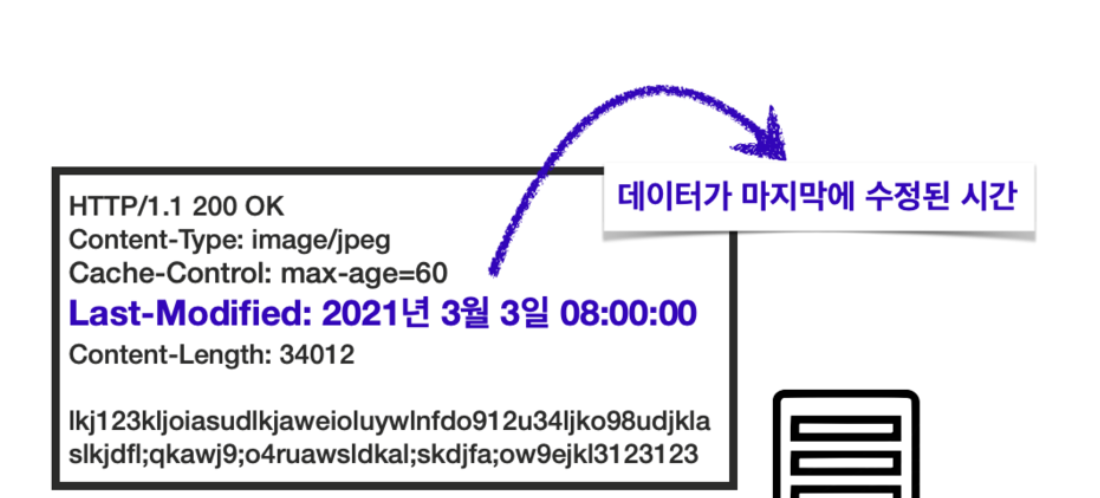 데이터가 마지막에 수정된 시간
HTTP/1.1 200 OK
Content-Type: image/jpeg
Cache-Control: max-age=60
Last-Modified: 2021년 3월 3일 08:00:00
Content-Length: 34012
lkj123kljoiasudlkjaweioluywlnfdo912u34ljko98udjkla
slkjdfl;qkawj9;o4ruawsldkal;skdjfa;ow9ejkl3123123